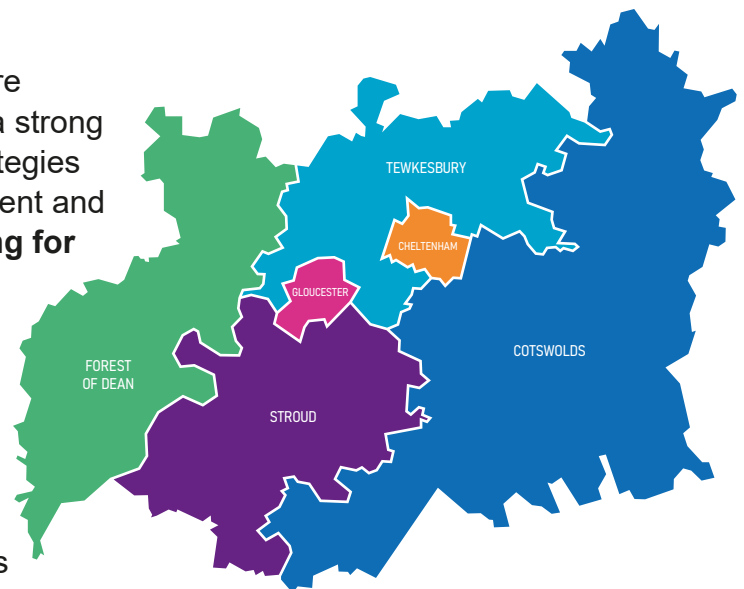 re
a strong
tegies
ent and
ng for
s
TEWKESBURY
CHELTENHAM
GLOUCESTER
COTSWOLDS
FOREST
OF DEAN
STROUD